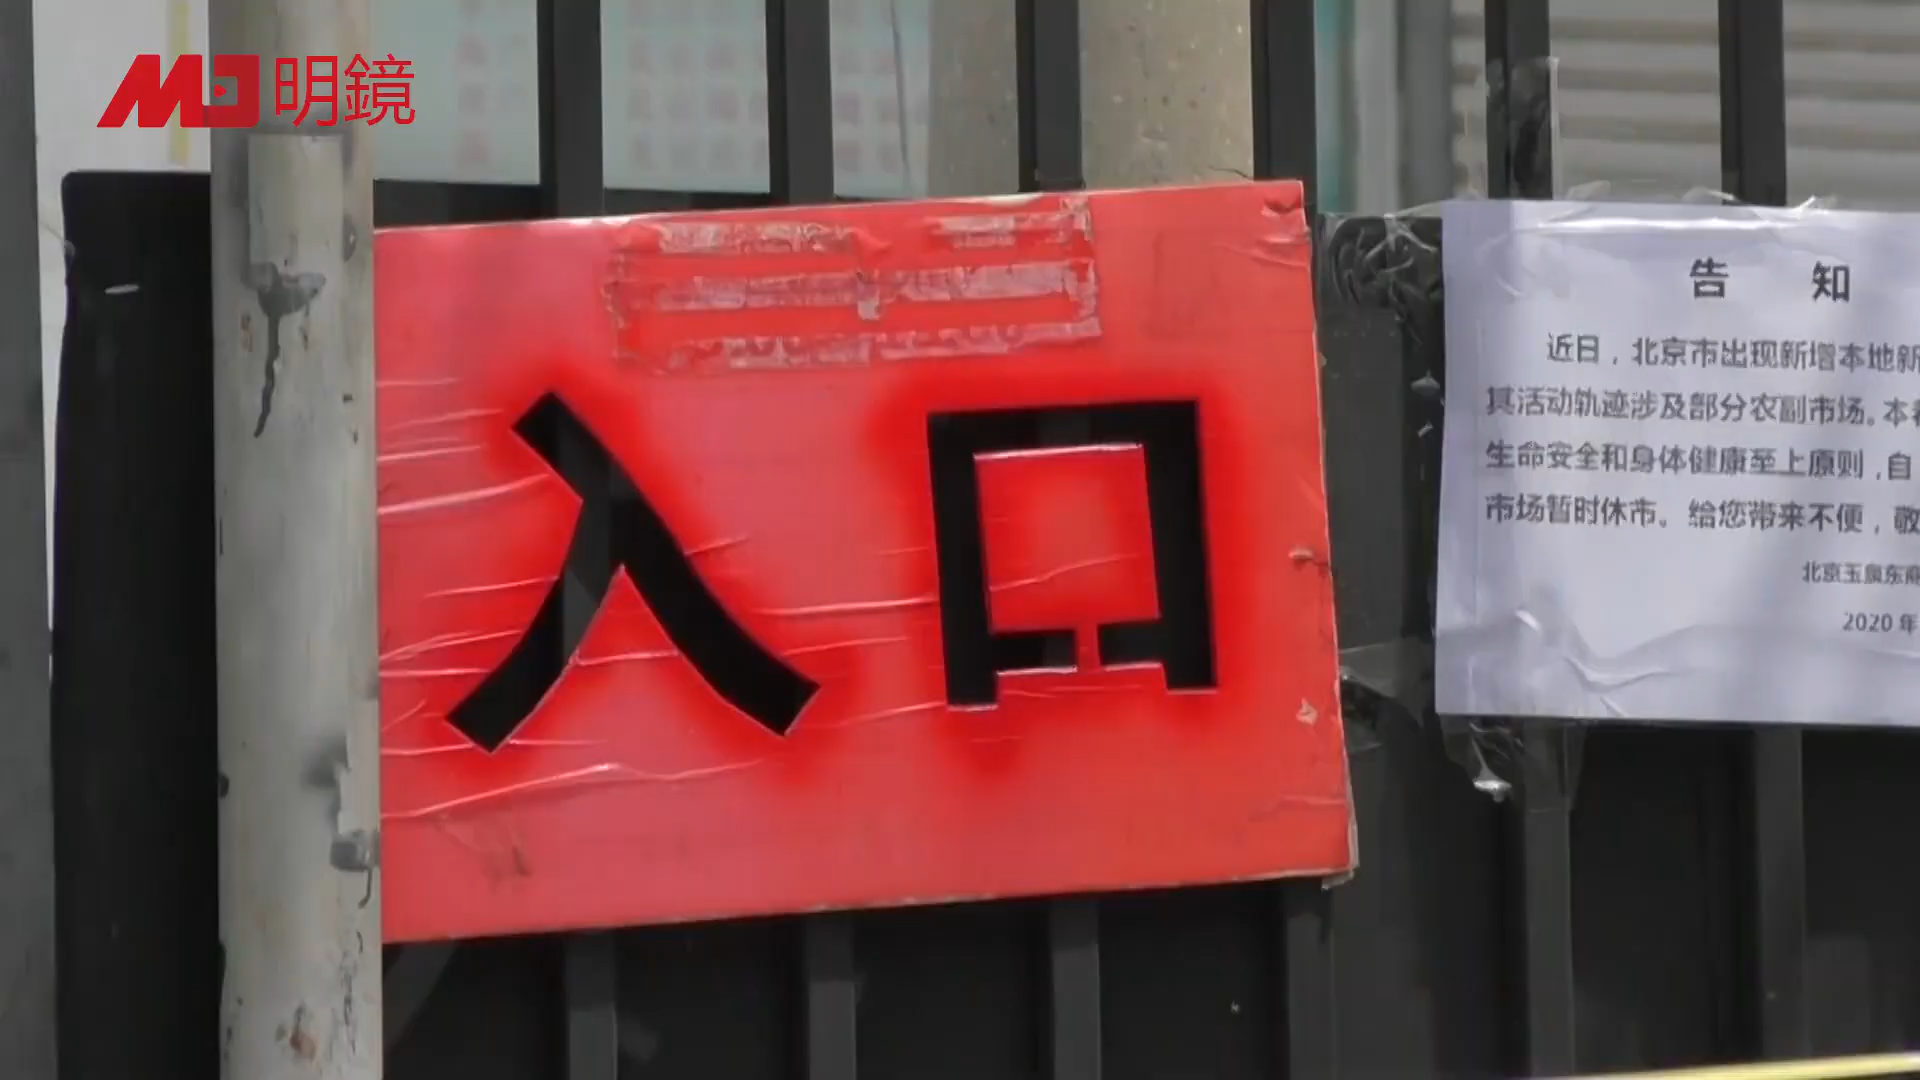 明鏡
入口
告 知
近日，北京市出现新增本地新
其活动轨迹涉及部分农副市场。本着
生命安全和身体健康至上原则，自
市场暂时休市。给您带来不便，敬
北京玉泉东商
2020 年